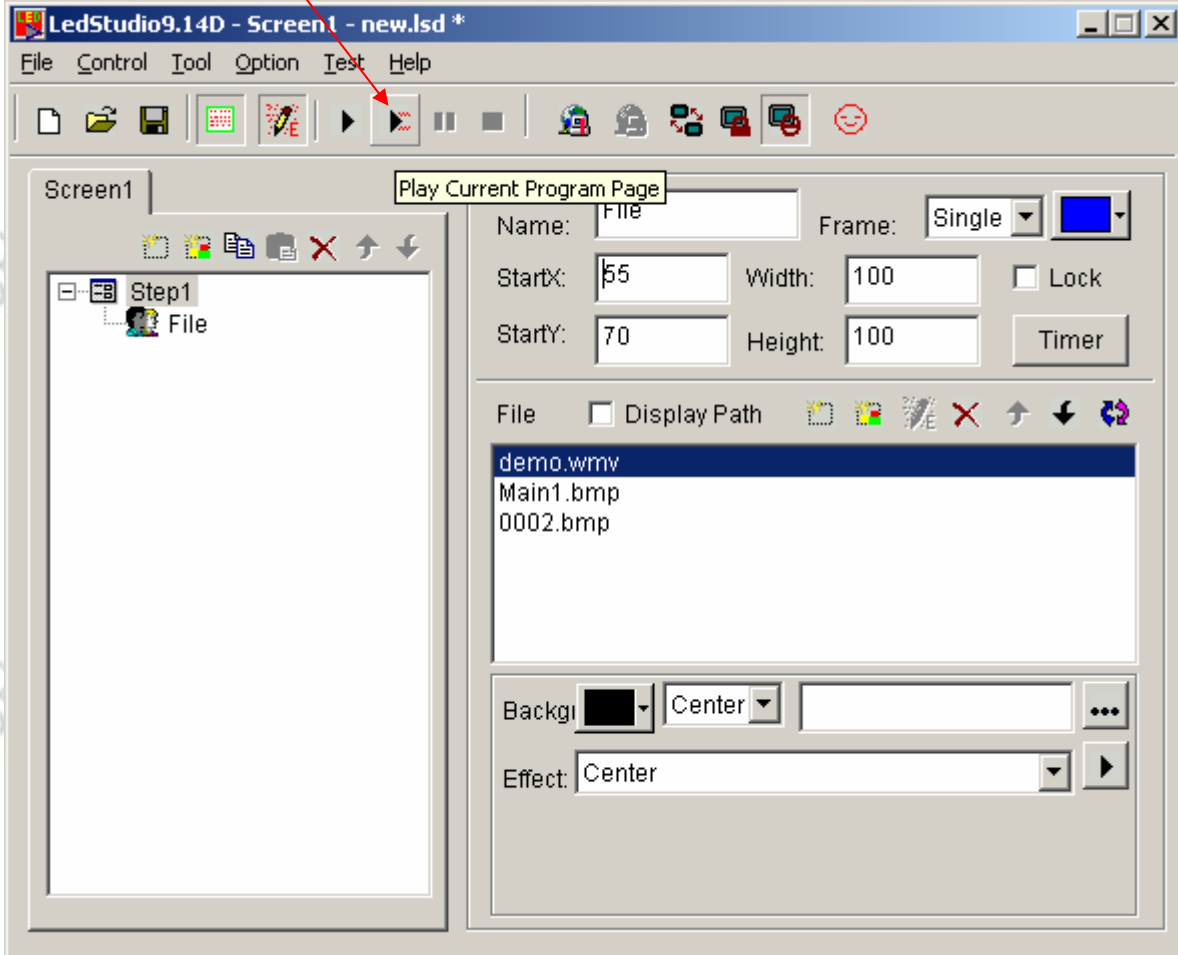 LedStudio9.14D - Screen1 - new.lsd *
File Control Tool Option Test Help
Play Current Program Page
Screen1
Name: File Frame: Single
StartX: 55 Width: 100 Lock
StartY: 70 Height: 100 Timer
Step1
File
File Display Path
demo.wmv
Main1.bmp
0002.bmp
Backgr Center
Effect: Center